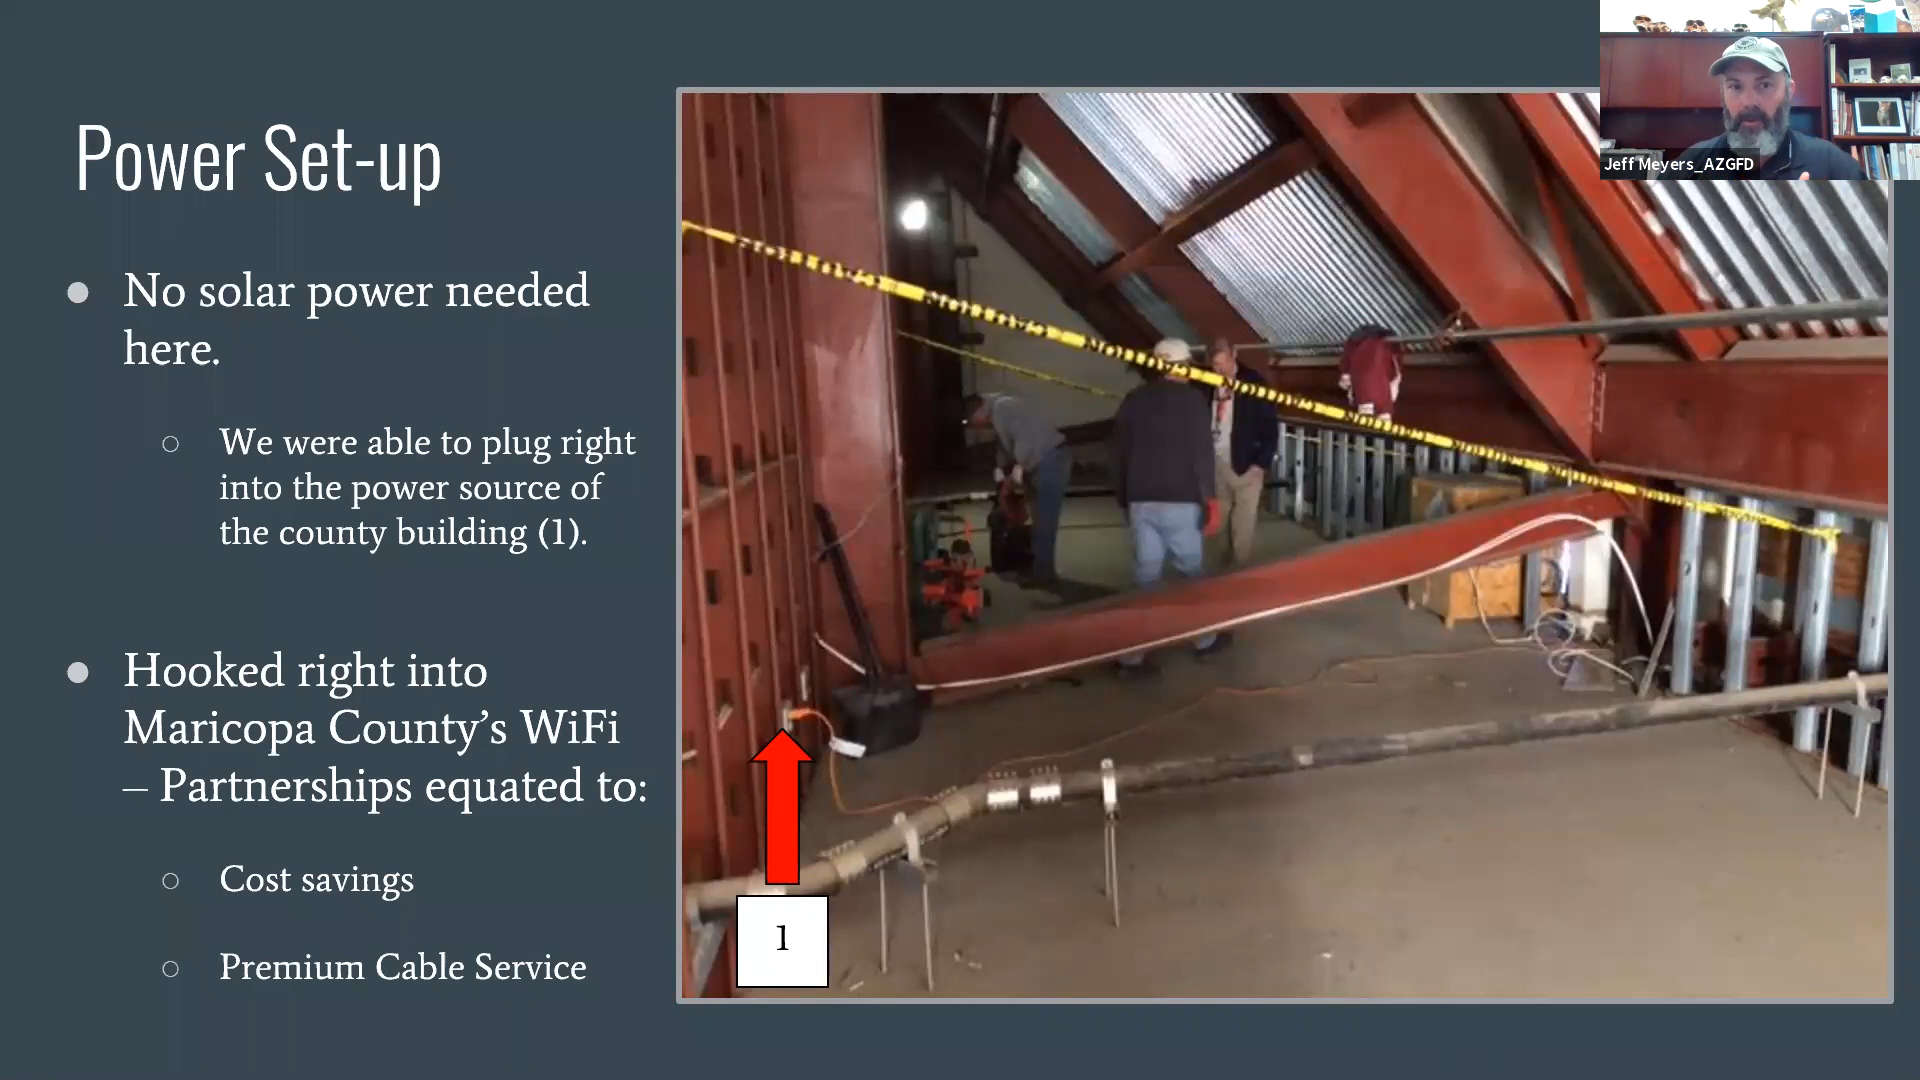 Power Set-up
No solar power needed
here.
We were able to plug right
into the power source of
the county building (1).
Hooked right into
Maricopa County’s WiFi
– Partnerships equated to:
Cost savings
Premium Cable Service
1
Jeff Meyers_AZGFD